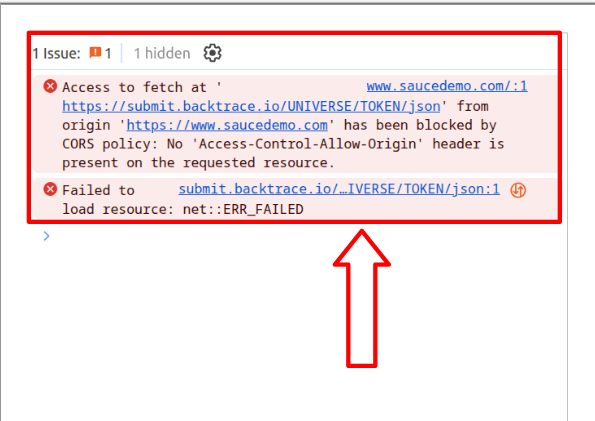 1 Issue: 1 1 hidden
Access to fetch at ' www.saucedemo.com/:1
https://submit.backtrace.io/UNIVERSE/TOKEN/json' from
origin 'https://www.saucedemo.com' has been blocked by
CORS policy: No 'Access-Control-Allow-Origin' header is
present on the requested resource.
Failed to submit.backtrace.io/…IVERSE/TOKEN/json:1
load resource: net::ERR_FAILED